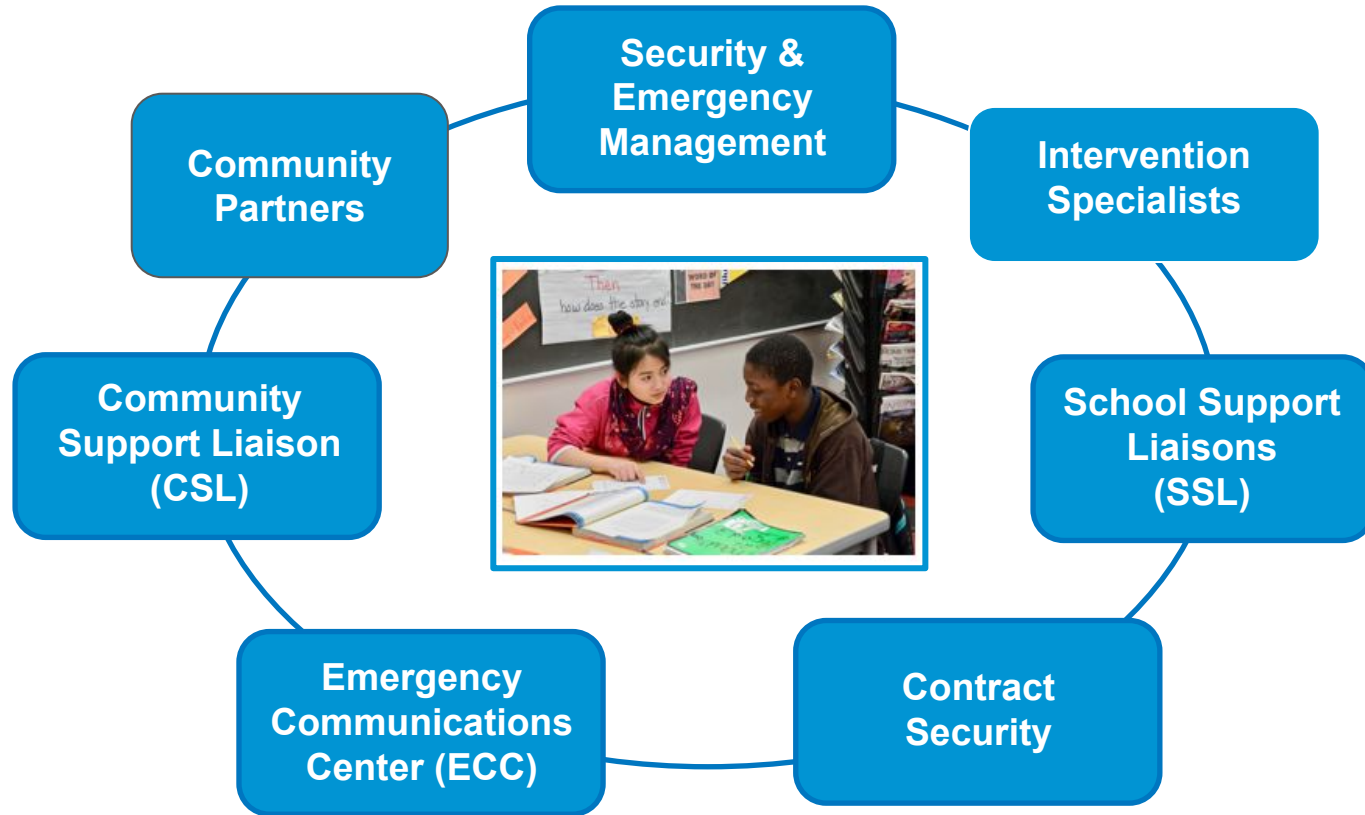 Security &
Emergency
Management
Community
Partners
Intervention
Specialists
Then
how does the story end
WORD OF
THE DAY
Community
Support Liaison
(CSL)
School Support
Liaisons
(SSL)
Emergency
Communications
Center (ECC)
Contract
Security